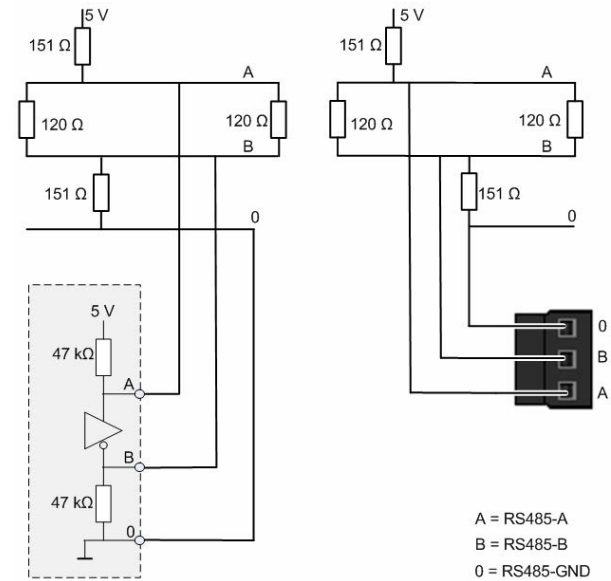 5 V
151 Ω
A
120 Ω
120 Ω
B
151 Ω
0
5 V
47 kΩ
A
B
47 kΩ
0
5 V
151 Ω
A
120 Ω
120 Ω
B
151 Ω
0
0
B
A
A = RS485-A
B = RS485-B
0 = RS485-GND